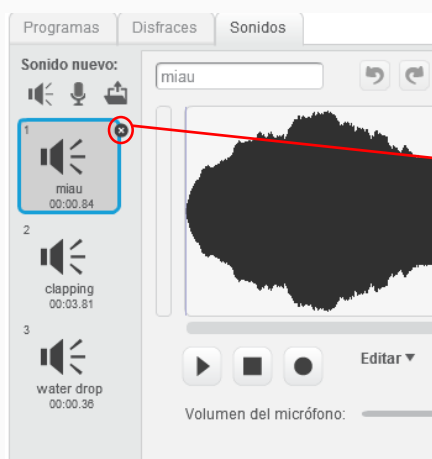 Programas Disfraces Sonidos
Sonido nuevo:
miau
1
miau
00:00.84
2
clapping
00:03.81
3
water drop
00:00.36
Editar
Volumen del micrófono: